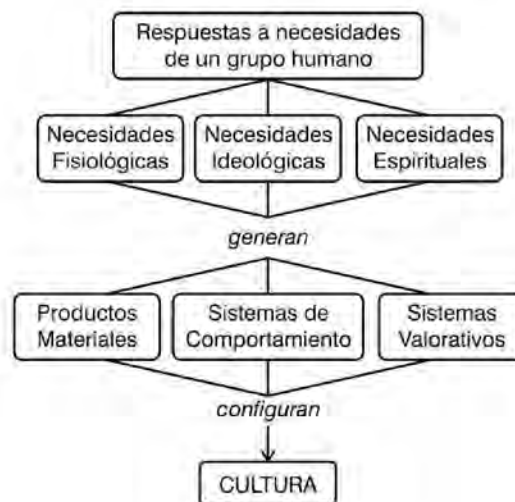 Respuestas a necesidades
de un grupo humano
Necesidades
Fisiológicas
Necesidades
Ideológicas
Necesidades
Espirituales
generan
Productos
Materiales
Sistemas de
Comportamiento
Sistemas
Valorativos
configuran
CULTURA